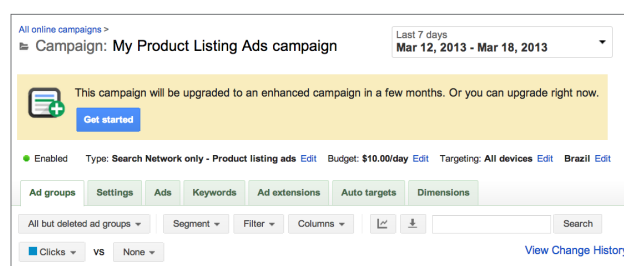 All online campaigns >
Campaign: My Product Listing Ads campaign
Last 7 days
Mar 12, 2013 - Mar 18, 2013
This campaign will be upgraded to an enhanced campaign in a few months. Or you can upgrade right now.
Get started
Enabled Type: Search Network only - Product listing ads Edit Budget: $10.00/day Edit Targeting: All devices Edit Brazil Edit
Ad groups Settings Ads Keywords Ad extensions Auto targets Dimensions
All but deleted ad groups Segment Filter Columns Search
Clicks VS None View Change History